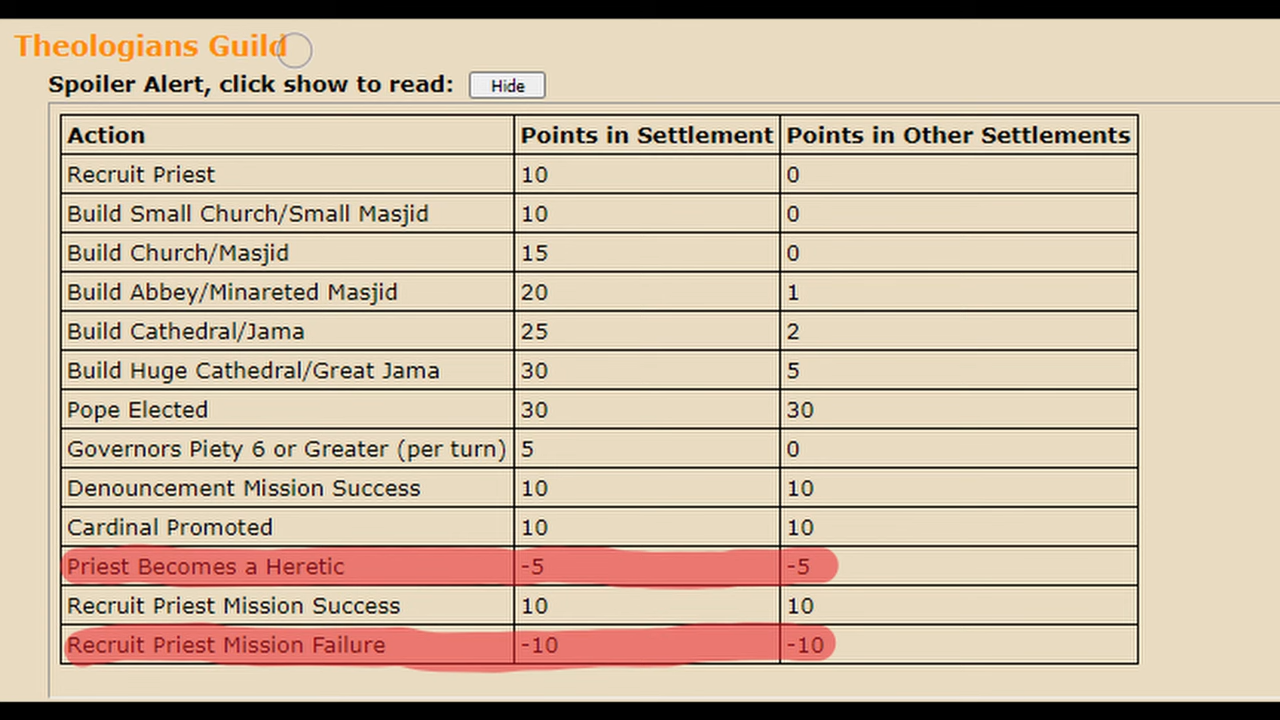 Theologians Guild
Spoiler Alert, click show to read: Hide
Action Points in Settlement Points in Other Settlements
Recruit Priest 10 0
Build Small Church/Small Masjid 10 0
Build Church/Masjid 15 0
Build Abbey/Minareted Masjid 20 1
Build Cathedral/Jama 25 2
Build Huge Cathedral/Great Jama 30 5
Pope Elected 30 30
Governors Piety 6 or Greater (per turn) 5 0
Denouncement Mission Success 10 10
Cardinal Promoted 10 10
Priest Becomes a Heretic -5 -5
Recruit Priest Mission Success 10 10
Recruit Priest Mission Failure -10 -10